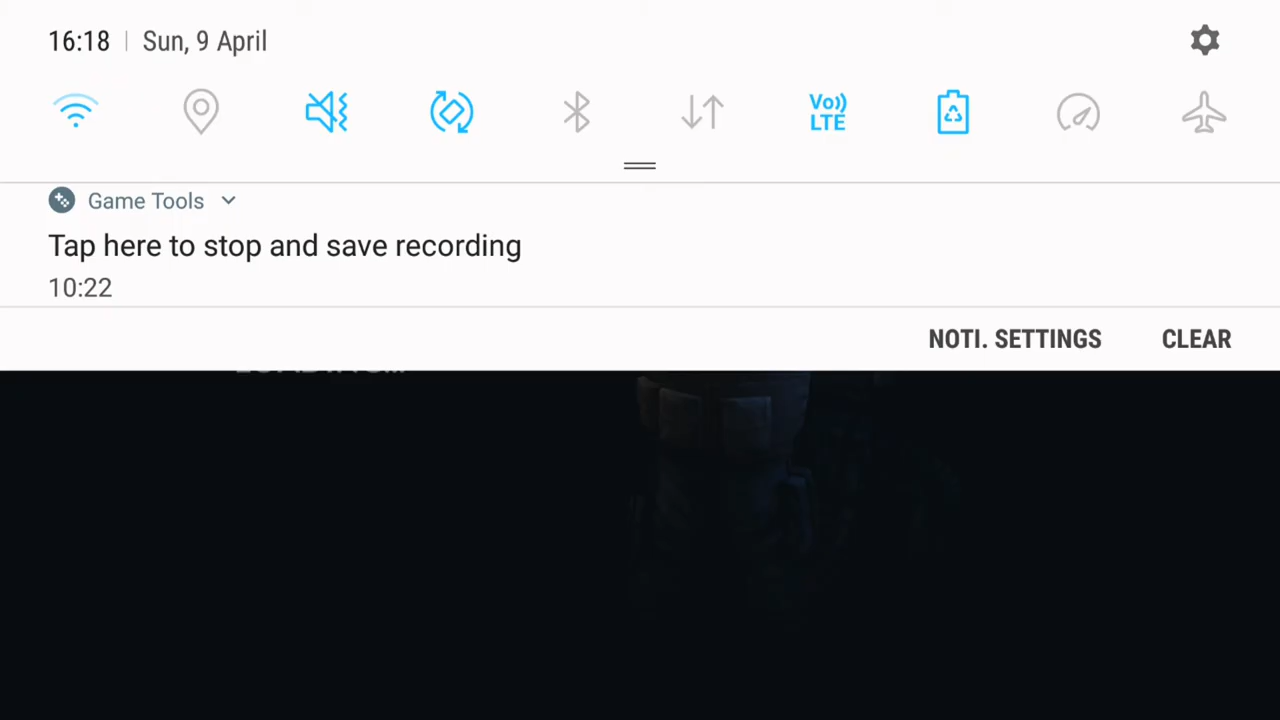 16:18 | Sun, 9 April
Vo)) LTE
Game Tools
Tap here to stop and save recording
10:22
NOTI. SETTINGS CLEAR
LOADING...